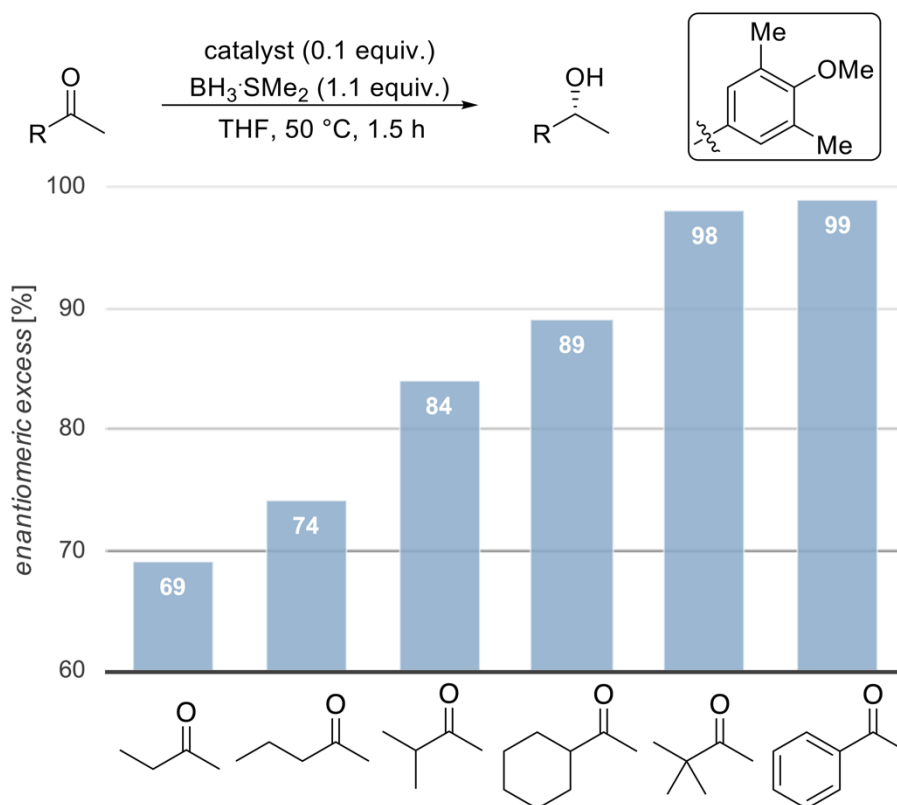 catalyst (0.1 equiv.)
BH₃·SMe₂ (1.1 equiv.)
THF, 50 °C, 1.5 h
O
R
OH
R
Me
OMe
Me
enantiomeric excess [%]
100
90
80
70
60
69
74
84
89
98
99
O
O
O
O
O
O